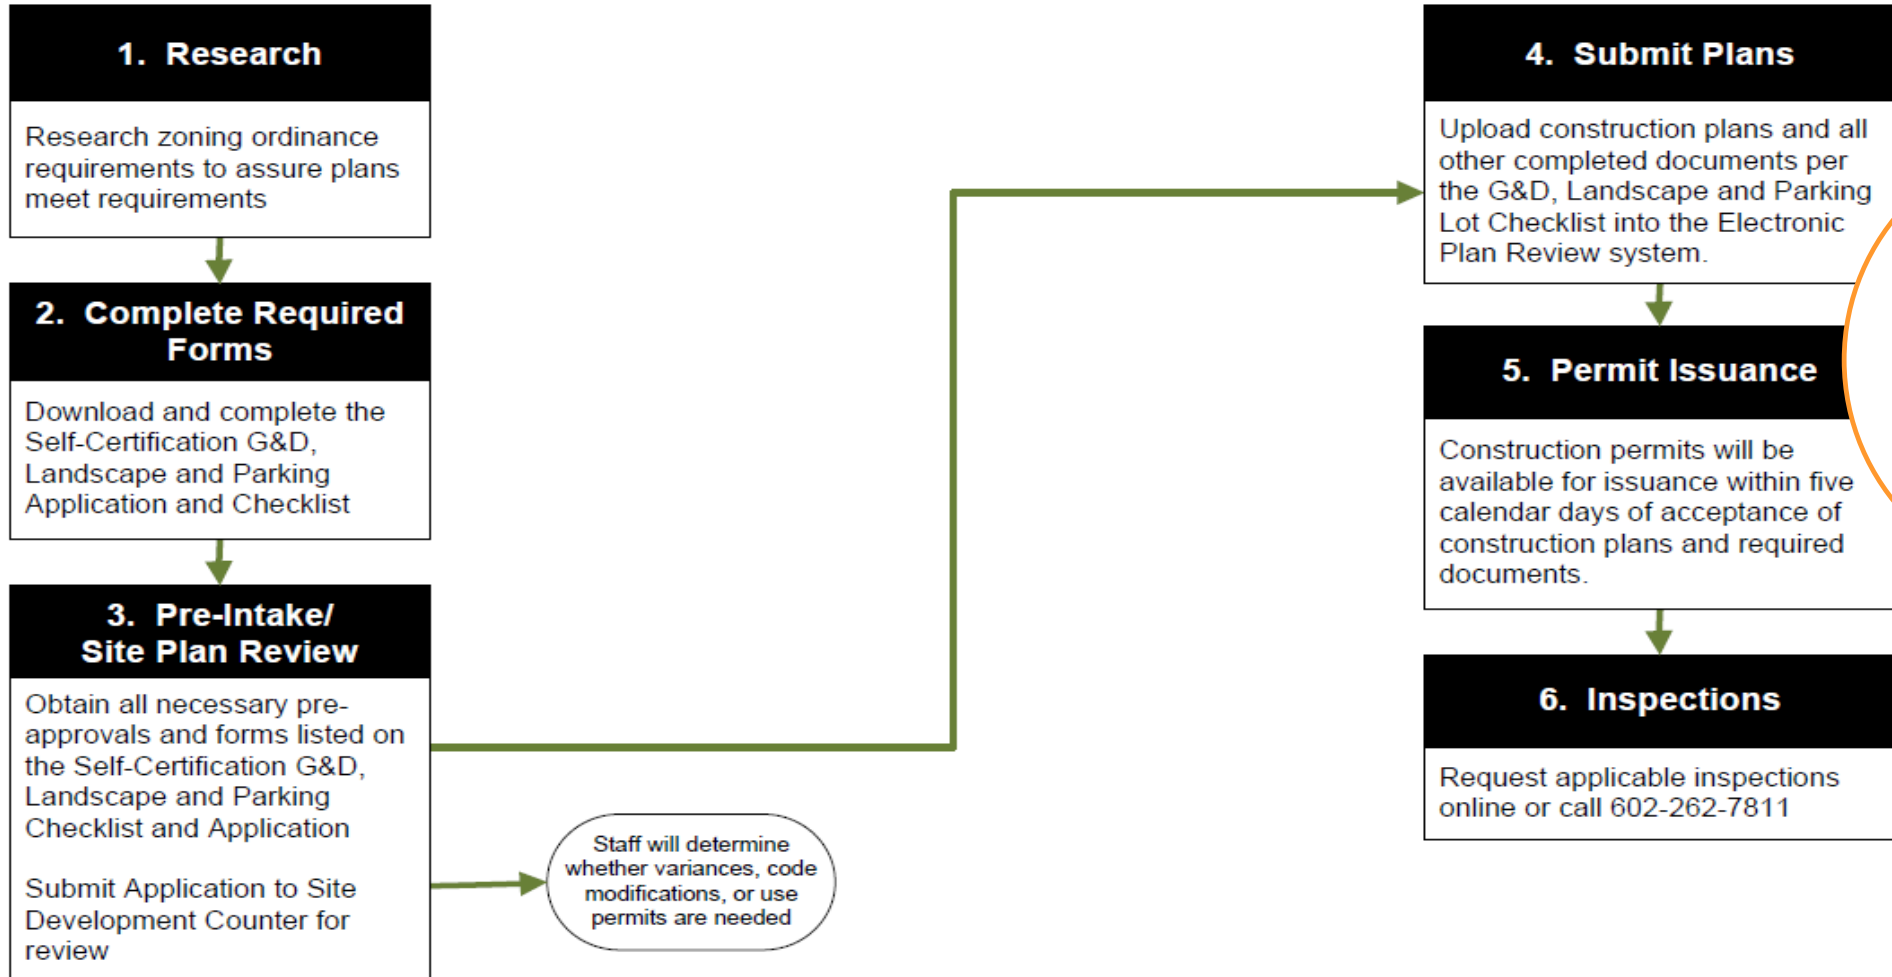 1. Research
Research zoning ordinance
requirements to assure plans
meet requirements
2. Complete Required
Forms
Download and complete the
Self-Certification G&D,
Landscape and Parking
Application and Checklist
3. Pre-Intake/
Site Plan Review
Obtain all necessary pre-
approvals and forms listed on
the Self-Certification G&D,
Landscape and Parking
Checklist and Application
Submit Application to Site
Development Counter for
review
Staff will determine
whether variances, code
modifications, or use
permits are needed
4. Submit Plans
Upload construction plans and all
other completed documents per
the G&D, Landscape and Parking
Lot Checklist into the Electronic
Plan Review system.
5. Permit Issuance
Construction permits will be
available for issuance within five
calendar days of acceptance of
construction plans and required
documents.
6. Inspections
Request applicable inspections
online or call 602-262-7811